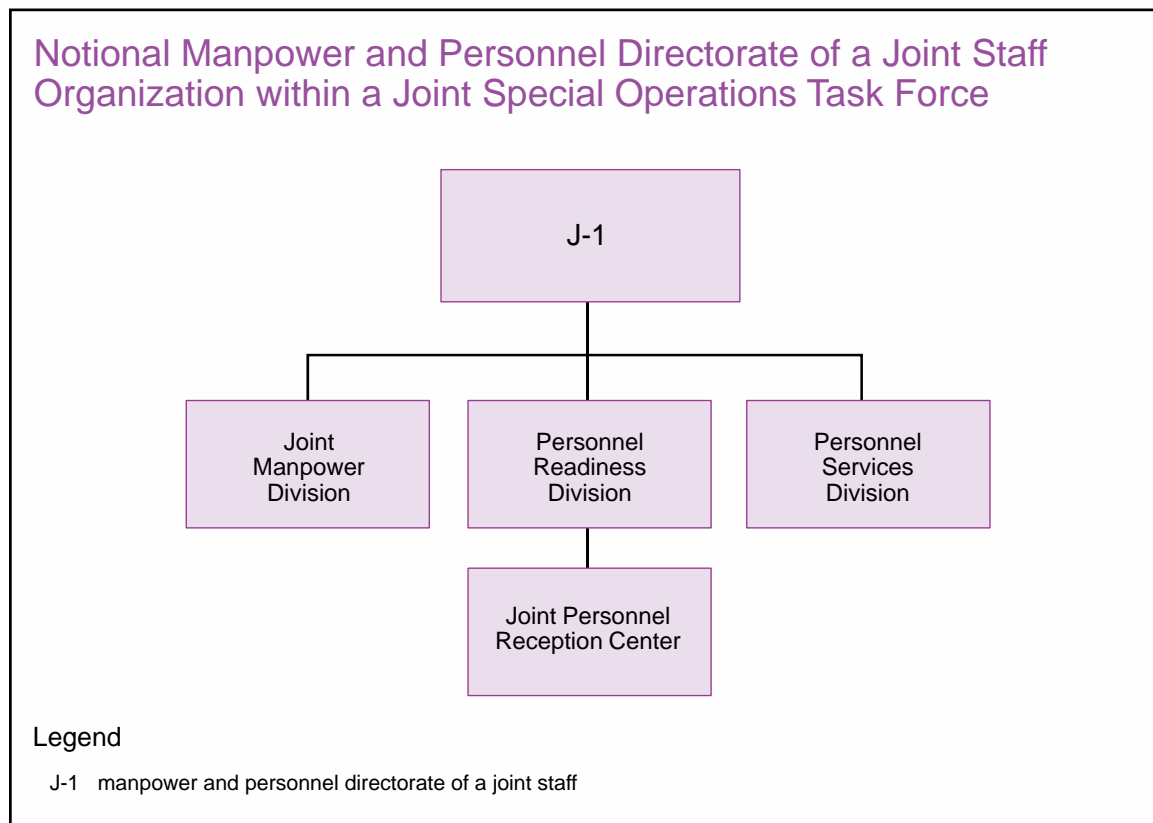 Notional Manpower and Personnel Directorate of a Joint Staff
Organization within a Joint Special Operations Task Force
J-1
Joint
Manpower
Division
Personnel
Readiness
Division
Personnel
Services
Division
Joint Personnel
Reception Center
Legend
J-1 manpower and personnel directorate of a joint staff